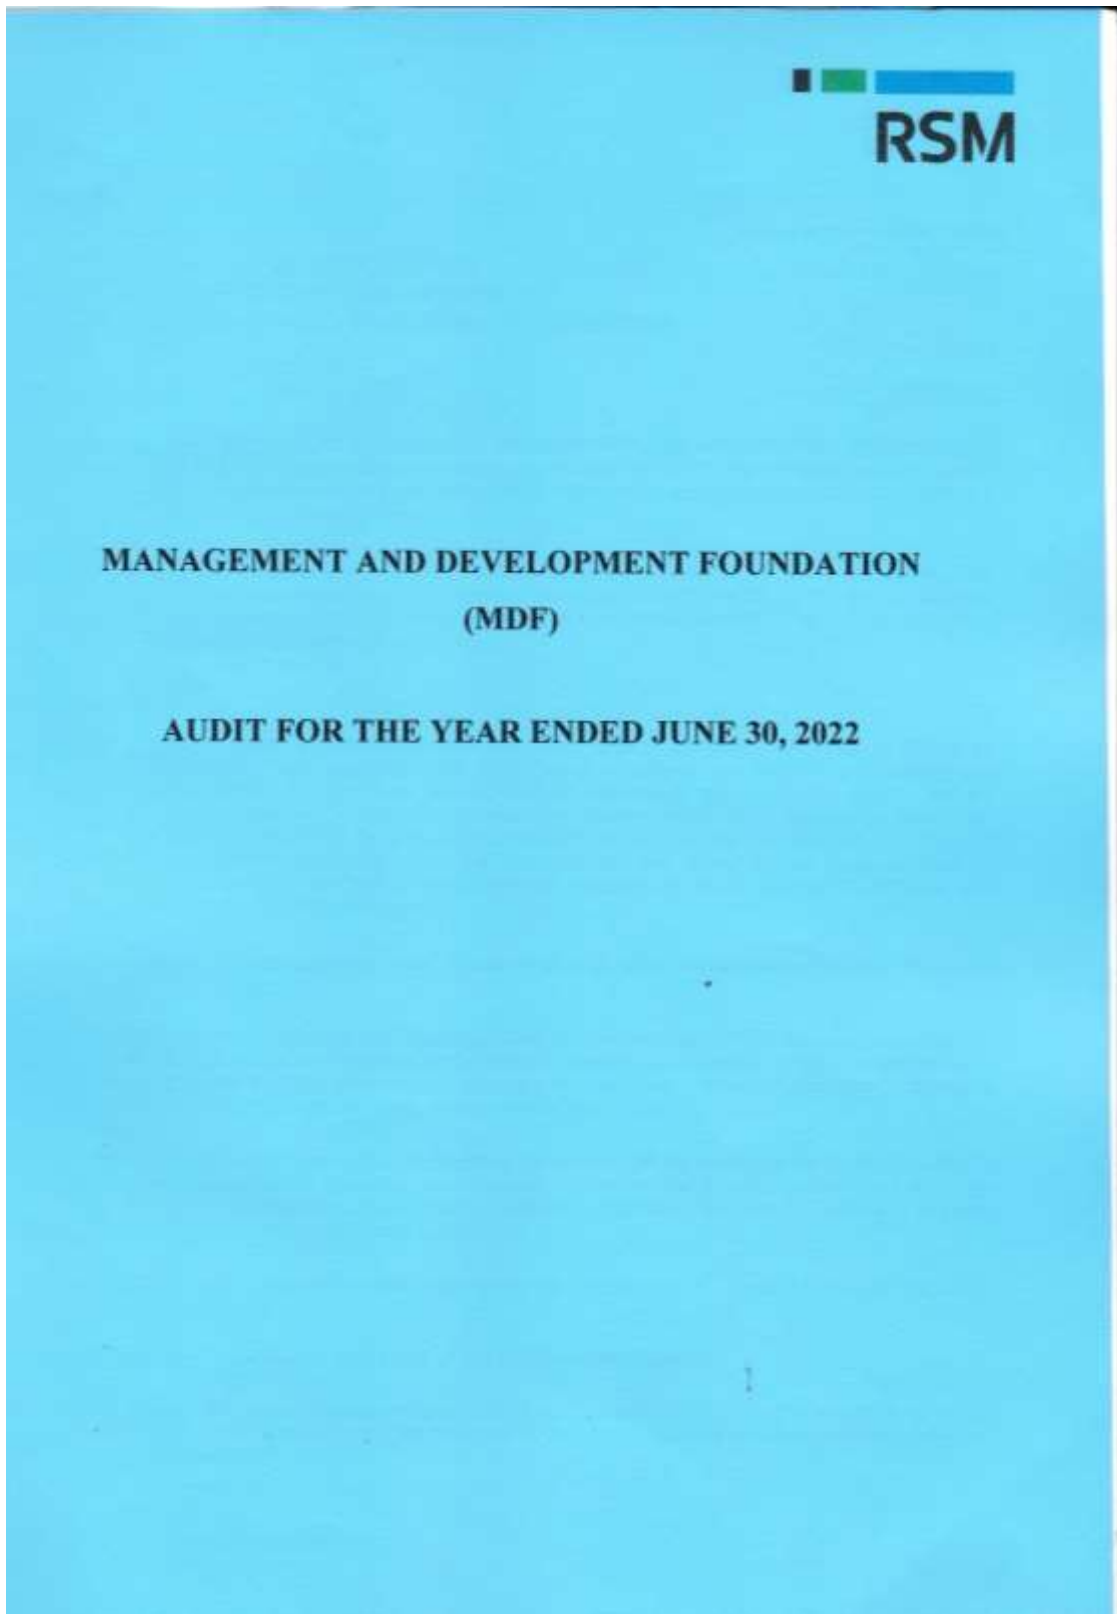 RSM
MANAGEMENT AND DEVELOPMENT FOUNDATION
(MDF)
AUDIT FOR THE YEAR ENDED JUNE 30, 2022